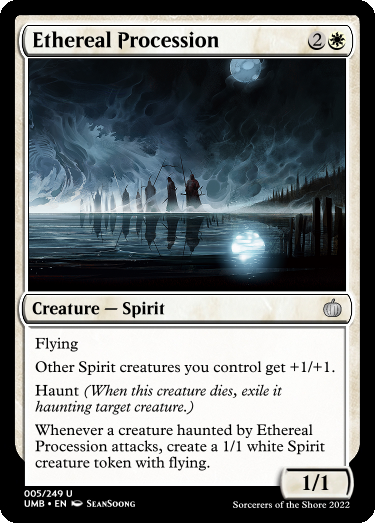 Ethereal Procession 2
Creature — Spirit
Flying
Other Spirit creatures you control get +1/+1.
Haunt (When this creature dies, exile it
haunting target creature.)
Whenever a creature haunted by Ethereal
Procession attacks, create a 1/1 white Spirit
creature token with flying.
1/1
005/249 U
UMB • EN SeanSoong
Sorcerers of the Shore 2022